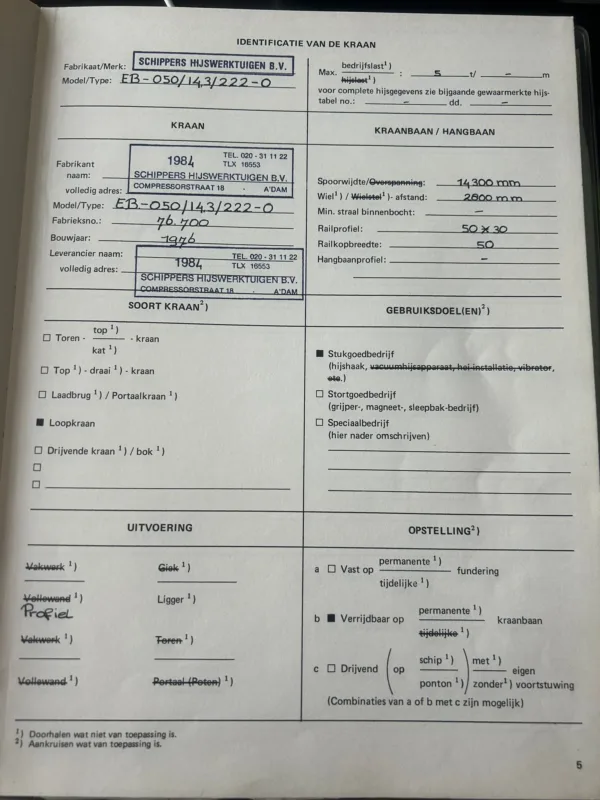 IDENTIFICATIE VAN DE KRAAN
Fabrikaat/Merk: SCHIPPERS HIJSWERKTUIGEN B.V.
Model/Type: EB-050/14,3/222-0
Max. bedrijfslast¹) / hijslast¹) : 5 t/ - m
voor complete hijsgegevens zie bijgaande gewaarmerkte hijs-
tabel no.: - dd. -
KRAAN
Fabrikant
naam:
volledig adres:
1984 TEL. 020 - 31 11 22
TLX 16553
SCHIPPERS HIJSWERKTUIGEN B.V.
COMPRESSORSTRAAT 18 - A'DAM
Model/Type: EB-050/14,3/222-0
Fabrieksno.: 76.700
Bouwjaar: 1976
Leverancier naam:
volledig adres:
1984 TEL. 020 - 31 11 22
TLX 16553
SCHIPPERS HIJSWERKTUIGEN B.V.
COMPRESSORSTRAAT 18 - A'DAM
KRAANBAAN / HANGBAAN
Spoorwijdte/Overspanning: 14300 mm
Wiel¹) / Wielstel¹)- afstand: 2800 mm
Min. straal binnenbocht: -
Railprofiel: 50 x 30
Railkopbreedte: 50
Hangbaanprofiel: -
SOORT KRAAN²)
Toren - top¹) / kat¹) - kraan
Top¹) - draai¹) - kraan
Laadbrug¹) / Portaalkraan¹)
Loopkraan
Drijvende kraan¹) / bok¹)
GEBRUIKSDOEL(EN)²)
Stukgoedbedrijf
(hijshaak, vacuumhijsapparaat, hei-installatie, vibrator,
etc.)
Stortgoedbedrijf
(grijper-, magneet-, sleepbak-bedrijf)
Speciaalbedrijf
(hier nader omschrijven)
UITVOERING
Vakwerk¹) Giek¹)
Vollewand¹) Ligger¹)
Profiel
Vakwerk¹) Toren¹)
Vollewand¹) Portaal (Poten)¹)
OPSTELLING²)
a Vast op permanente¹) / tijdelijke¹) fundering
b Verrijdbaar op permanente¹) / tijdelijke¹) kraanbaan
c Drijvend (op schip¹) / ponton¹)) met¹) / zonder¹) eigen voortstuwing
(Combinaties van a of b met c zijn mogelijk)
¹) Doorhalen wat niet van toepassing is.
²) Aankruisen wat van toepassing is.
5